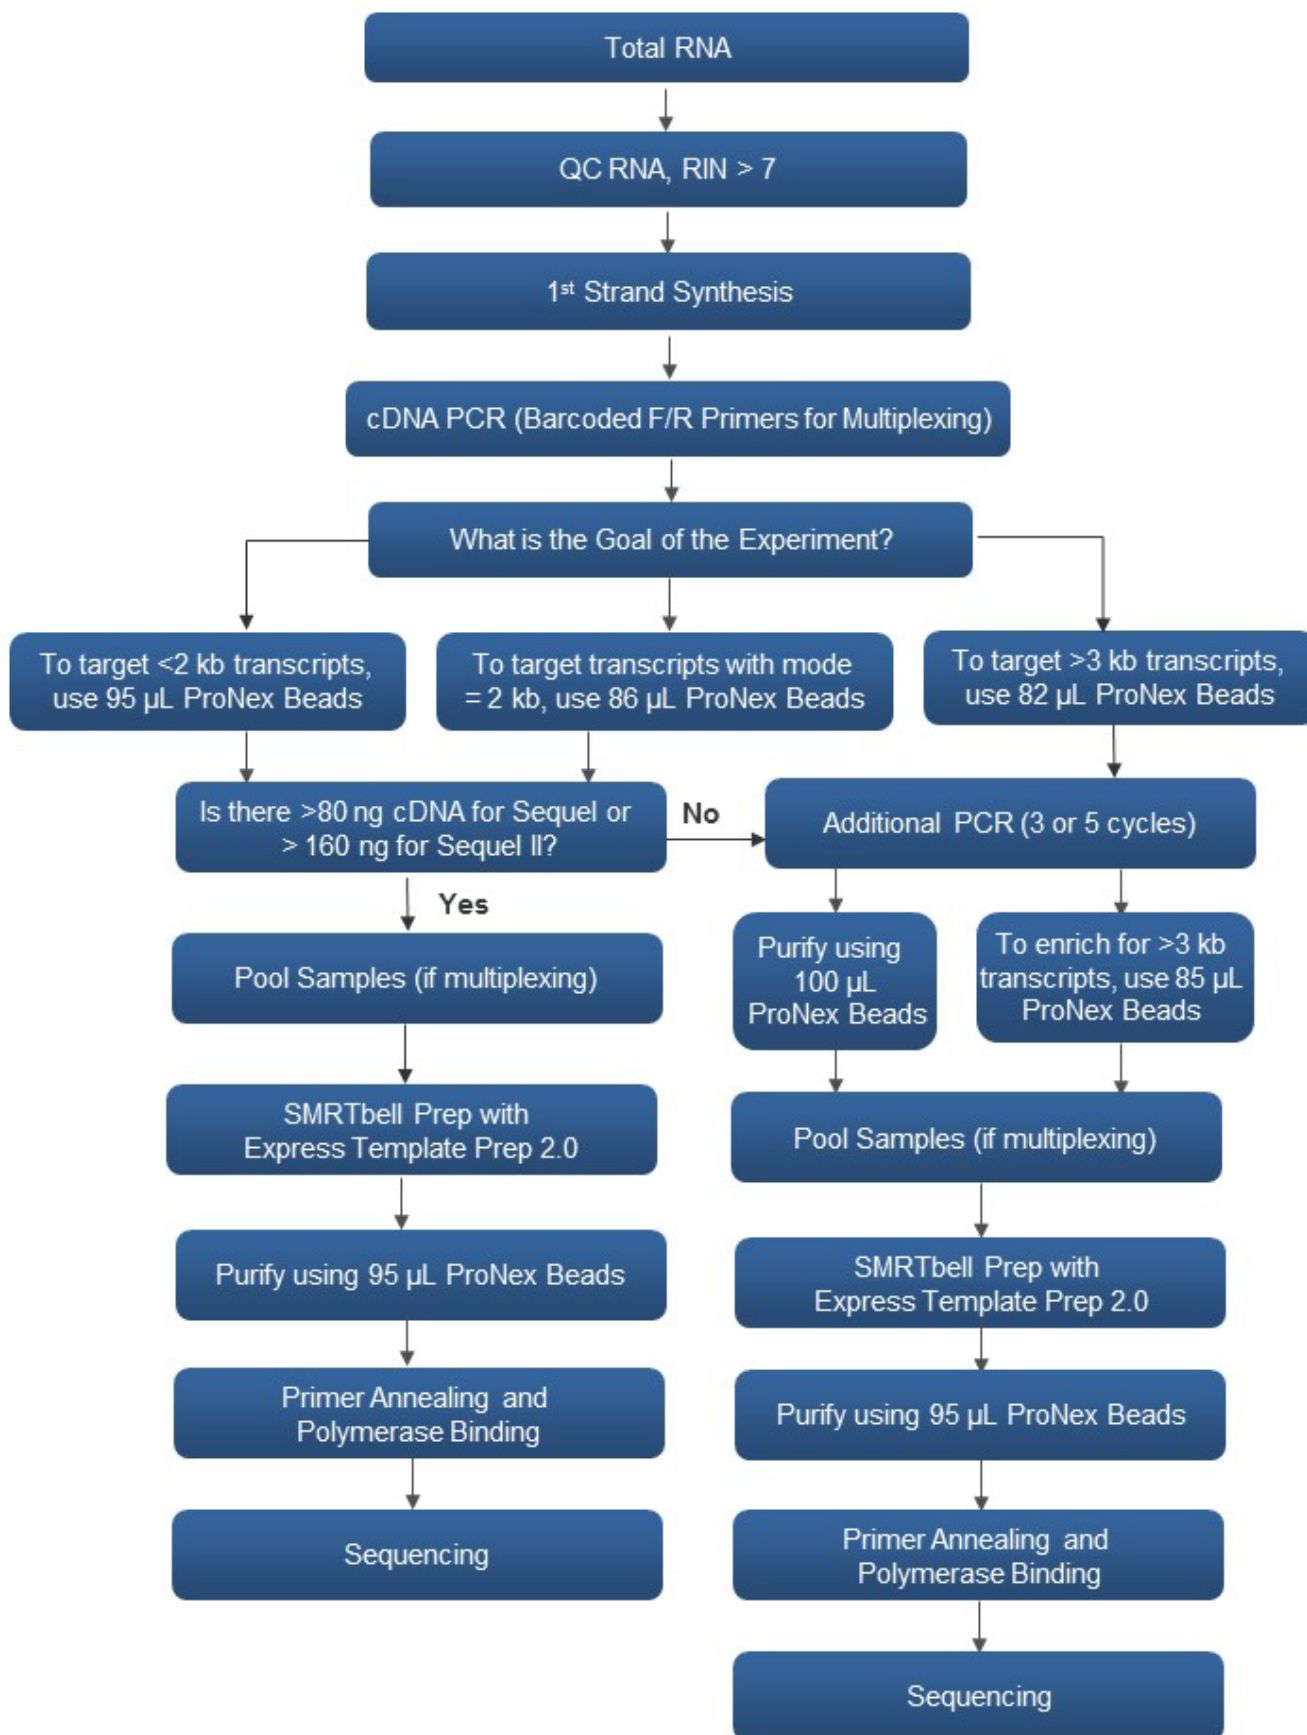 Total RNA
QC RNA, RIN > 7
1st Strand Synthesis
cDNA PCR (Barcoded F/R Primers for Multiplexing)
What is the Goal of the Experiment?
To target <2 kb transcripts,
use 95 µL ProNex Beads
To target transcripts with mode
= 2 kb, use 86 µL ProNex Beads
To target >3 kb transcripts,
use 82 µL ProNex Beads
Is there >80 ng cDNA for Sequel or
> 160 ng for Sequel II?
No
Additional PCR (3 or 5 cycles)
Yes
Pool Samples (if multiplexing)
Purify using
100 µL
ProNex Beads
To enrich for >3 kb
transcripts, use 85 µL
ProNex Beads
SMRTbell Prep with
Express Template Prep 2.0
Pool Samples (if multiplexing)
Purify using 95 µL ProNex Beads
SMRTbell Prep with
Express Template Prep 2.0
Primer Annealing and
Polymerase Binding
Purify using 95 µL ProNex Beads
Sequencing
Primer Annealing and
Polymerase Binding
Sequencing